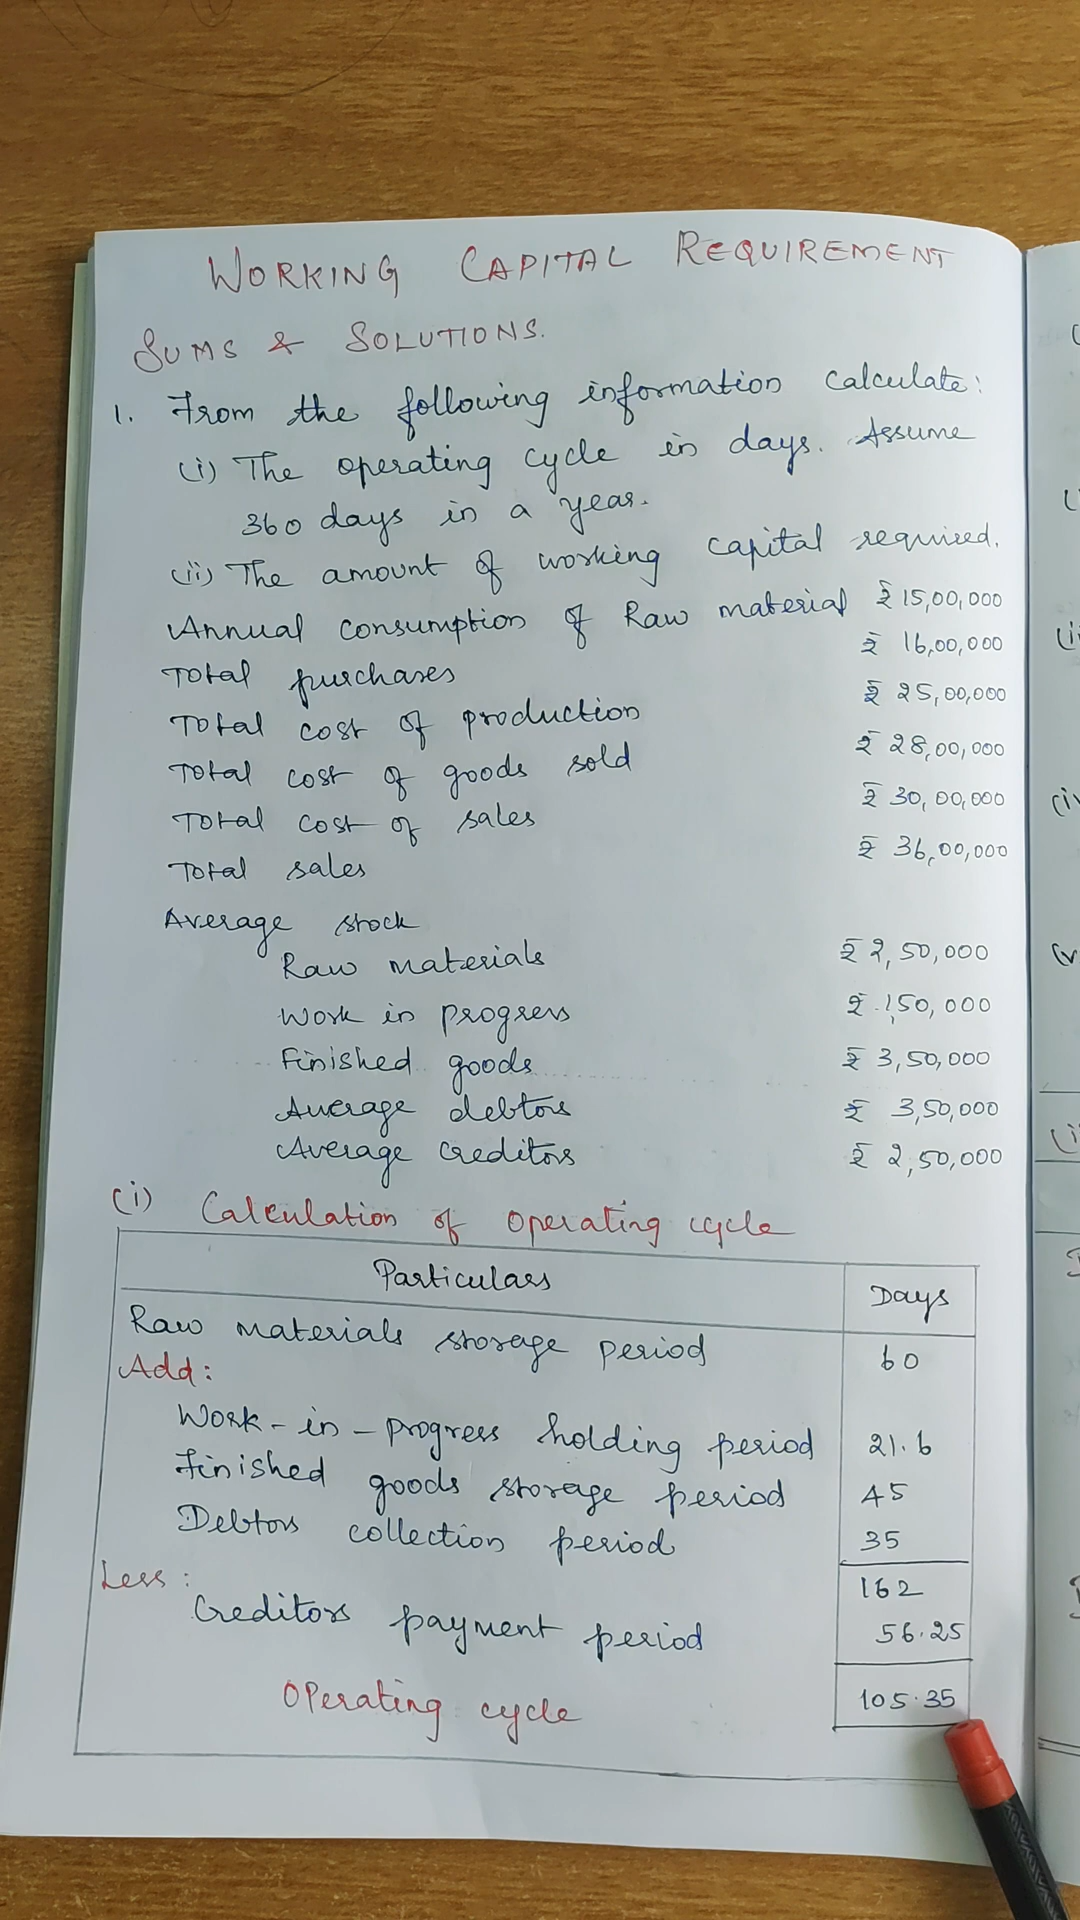 WORKING CAPITAL REQUIREMENT
SUMS & SOLUTIONS.
1. From the following information calculate:
(i) The operating cycle in days. Assume
360 days in a year.
(ii) The amount of working capital required.
Annual consumption of Raw material ₹ 15,00,000
Total purchases ₹ 16,00,000
Total cost of production ₹ 25,00,000
Total cost of goods sold ₹ 28,00,000
Total cost of sales ₹ 30,00,000
Total sales ₹ 36,00,000
Average stock
Raw materials ₹ 2,50,000
Work in progress ₹ 1,50,000
Finished goods ₹ 3,50,000
Average debtors ₹ 3,50,000
Average creditors ₹ 2,50,000
(i) Calculation of operating cycle
Particulars Days
Raw materials storage period 60
Add:
Work-in-progress holding period 21.6
Finished goods storage period 45
Debtors collection period 35
162
Less:
Creditors payment period 56.25
Operating cycle 105.35